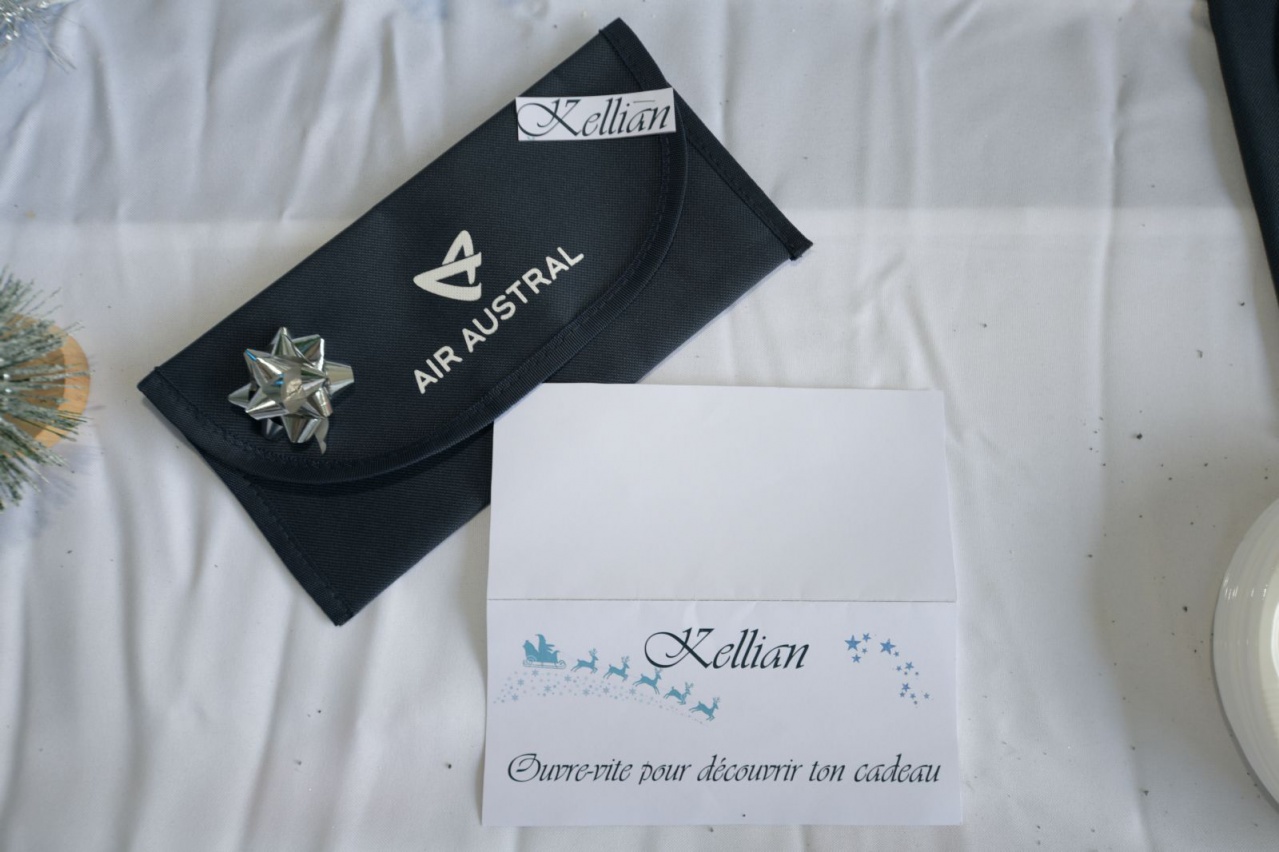 Kellian
AIR AUSTRAL
Kellian
Ouvre-vite pour découvrir ton cadeau